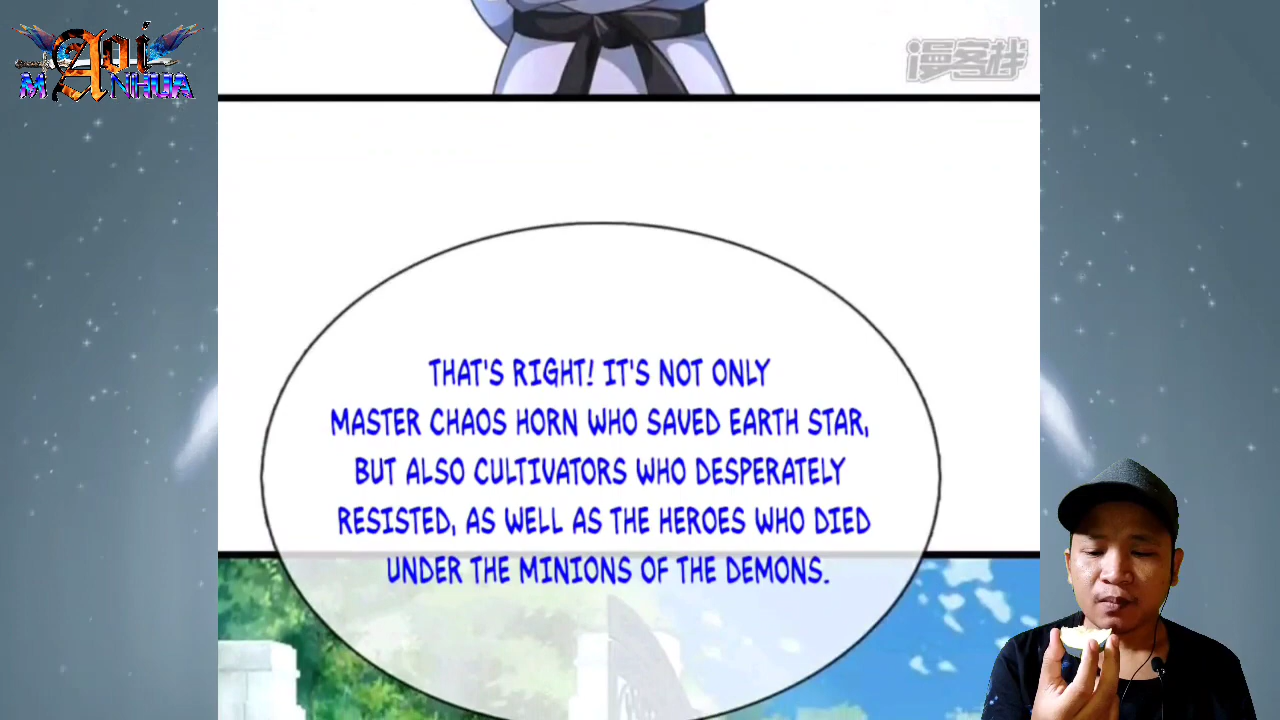 Aoi
MANHUA
漫客栈
THAT'S RIGHT! IT'S NOT ONLY
MASTER CHAOS HORN WHO SAVED EARTH STAR,
BUT ALSO CULTIVATORS WHO DESPERATELY
RESISTED, AS WELL AS THE HEROES WHO DIED
UNDER THE MINIONS OF THE DEMONS.